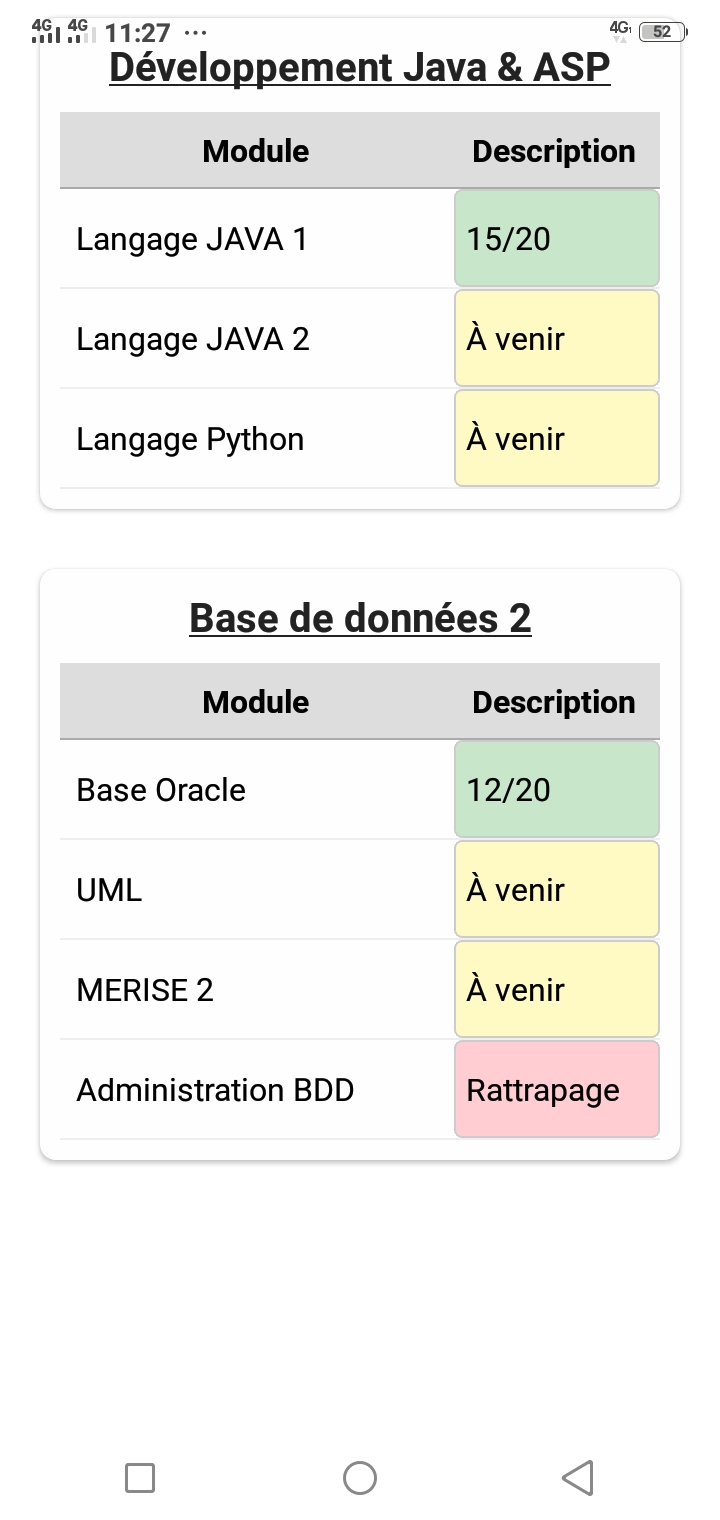 4G 4G 11:27 ... 4G 52
Développement Java & ASP
Module Description
Langage JAVA 1 15/20
Langage JAVA 2 À venir
Langage Python À venir
Base de données 2
Module Description
Base Oracle 12/20
UML À venir
MERISE 2 À venir
Administration BDD Rattrapage